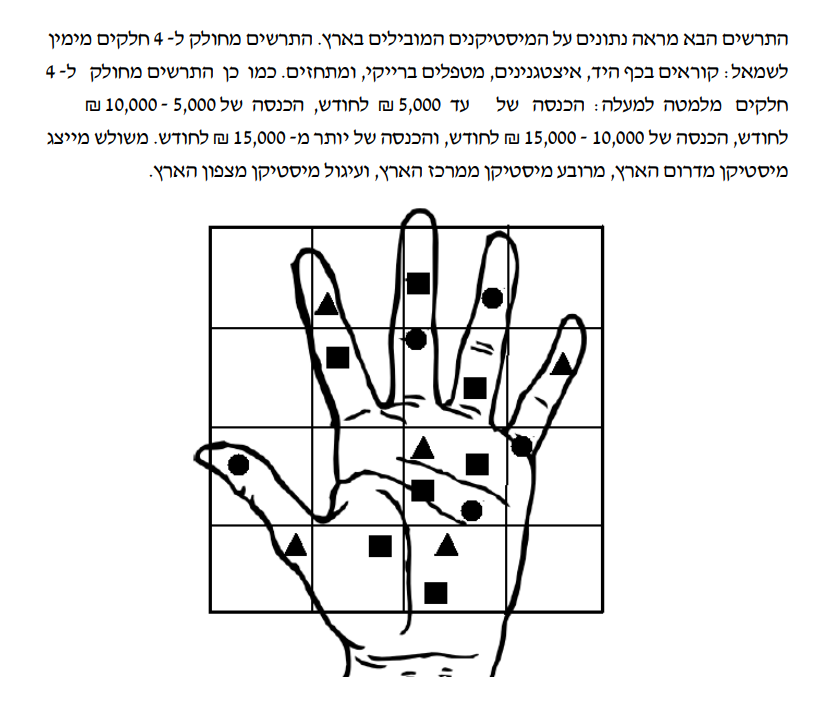 התרשים הבא מראה נתונים על המיסטיקנים המובילים בארץ. התרשים מחולק ל- 4 חלקים מימין
לשמאל: קוראים בכף היד, איצטגנינים, מטפלים ברייקי, ומתחזים. כמו כן התרשים מחולק ל- 4
חלקים מלמטה למעלה: הכנסה של עד 5,000 ₪ לחודש, הכנסה של 5,000 - 10,000 ₪
לחודש, הכנסה של 10,000 - 15,000 ₪ לחודש, והכנסה של יותר מ- 15,000 ₪ לחודש. משולש מייצג
מיסטיקן מדרום הארץ, מרובע מיסטיקן ממרכז הארץ, ועיגול מיסטיקן מצפון הארץ.